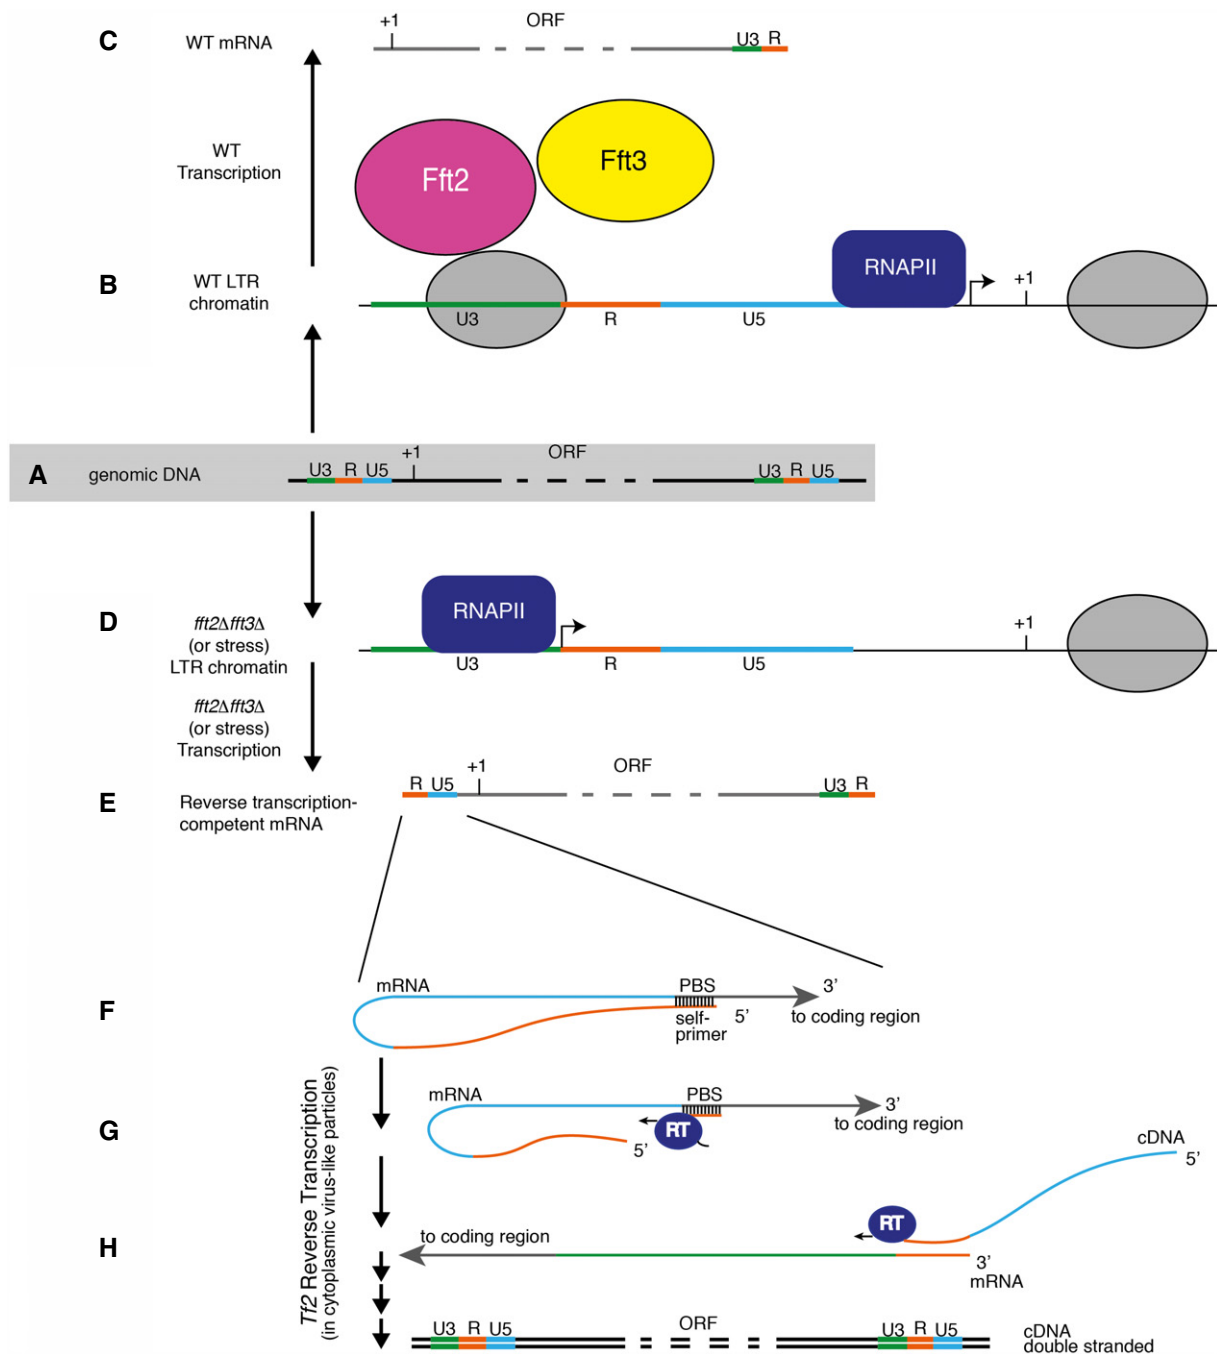 C
WT mRNA
+1
ORF
U3 R
WT
Transcription
Fft2
Fft3
B
WT LTR
chromatin
RNAPII
+1
U3
R
U5
A
genomic DNA
U3 R U5
+1
ORF
U3 R U5
D
fft2Δfft3Δ
(or stress)
LTR chromatin
RNAPII
+1
U3
R
U5
fft2Δfft3Δ
(or stress)
Transcription
E
Reverse transcription-
competent mRNA
R U5
+1
ORF
U3 R
F
mRNA
PBS
3’
self-
primer
5’
to coding region
Tf2 Reverse Transcription
(in cytoplasmic virus-like particles)
G
mRNA
PBS
3’
to coding region
RT
5’
cDNA
5’
H
to coding region
RT
3’
mRNA
U3 R U5
ORF
U3 R U5
cDNA
double stranded